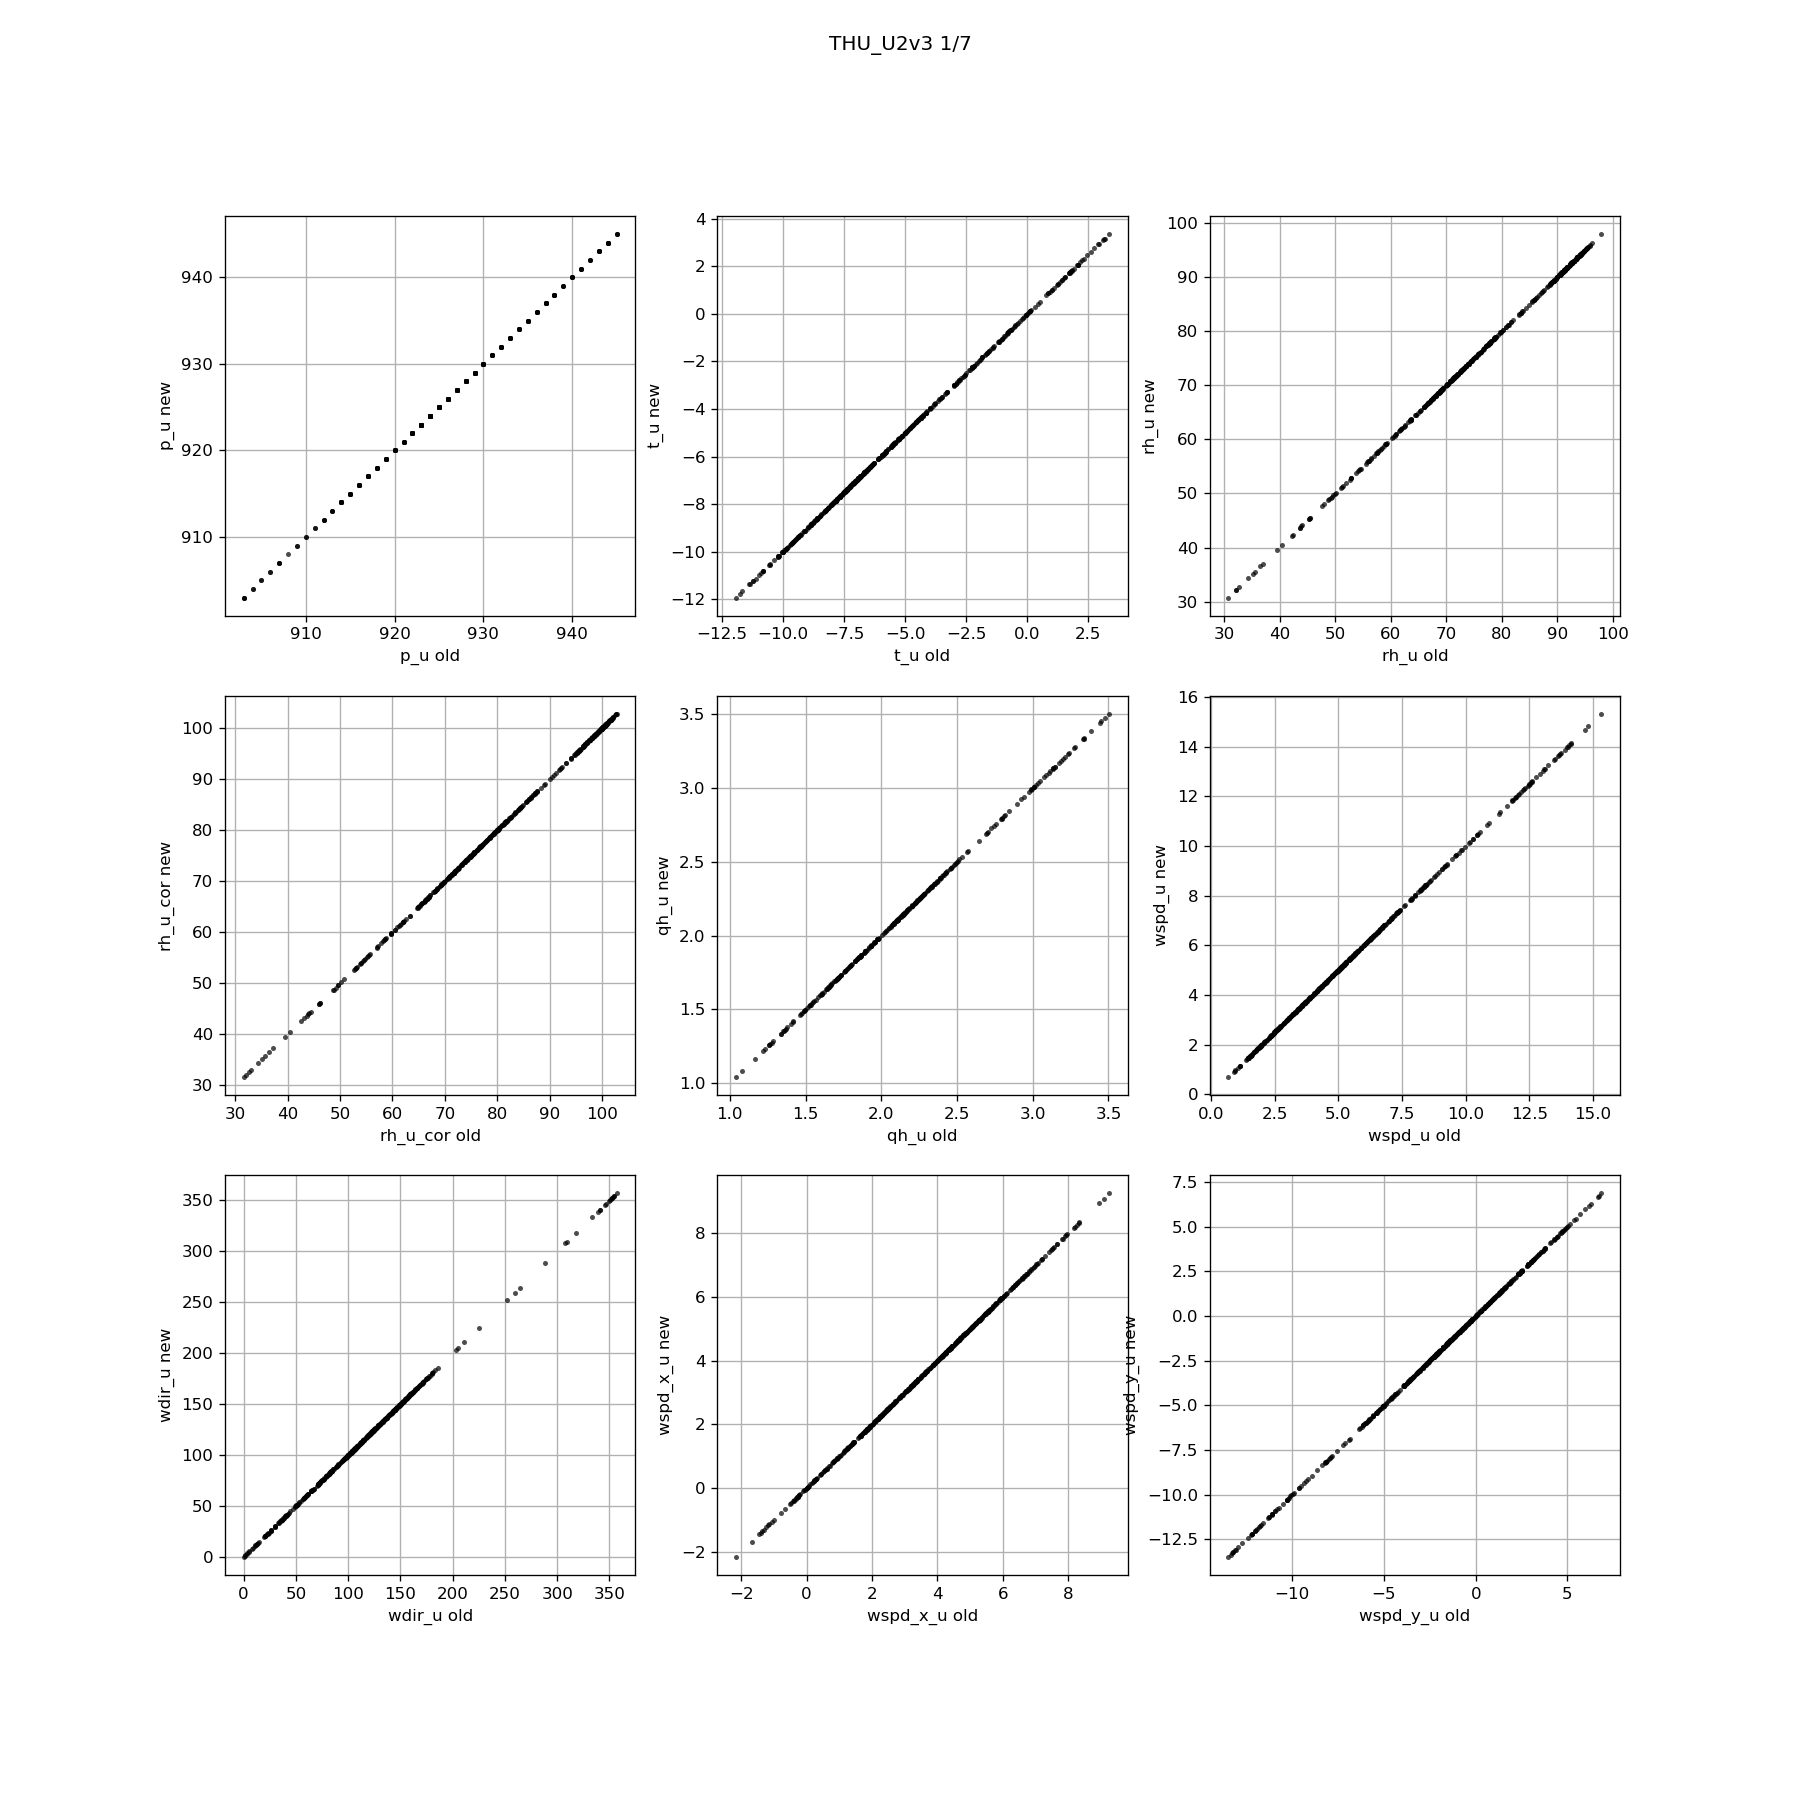 THU_U2v3 1/7
940
930
920
910
p_u new
910 920 930 940
p_u old
4
2
0
−2
−4
−6
−8
−10
−12
t_u new
−12.5 −10.0 −7.5 −5.0 −2.5 0.0 2.5
t_u old
100
90
80
70
60
50
40
30
rh_u new
30 40 50 60 70 80 90 100
rh_u old
100
90
80
70
60
50
40
30
rh_u_cor new
30 40 50 60 70 80 90 100
rh_u_cor old
3.5
3.0
2.5
2.0
1.5
1.0
qh_u new
1.0 1.5 2.0 2.5 3.0 3.5
qh_u old
16
14
12
10
8
6
4
2
0
wspd_u new
0.0 2.5 5.0 7.5 10.0 12.5 15.0
wspd_u old
350
300
250
200
150
100
50
0
wdir_u new
0 50 100 150 200 250 300 350
wdir_u old
8
6
4
2
0
−2
wspd_x_u new
−2 0 2 4 6 8
wspd_x_u old
7.5
5.0
2.5
0.0
−2.5
−5.0
−7.5
−10.0
−12.5
wspd_y_u new
−10 −5 0 5
wspd_y_u old